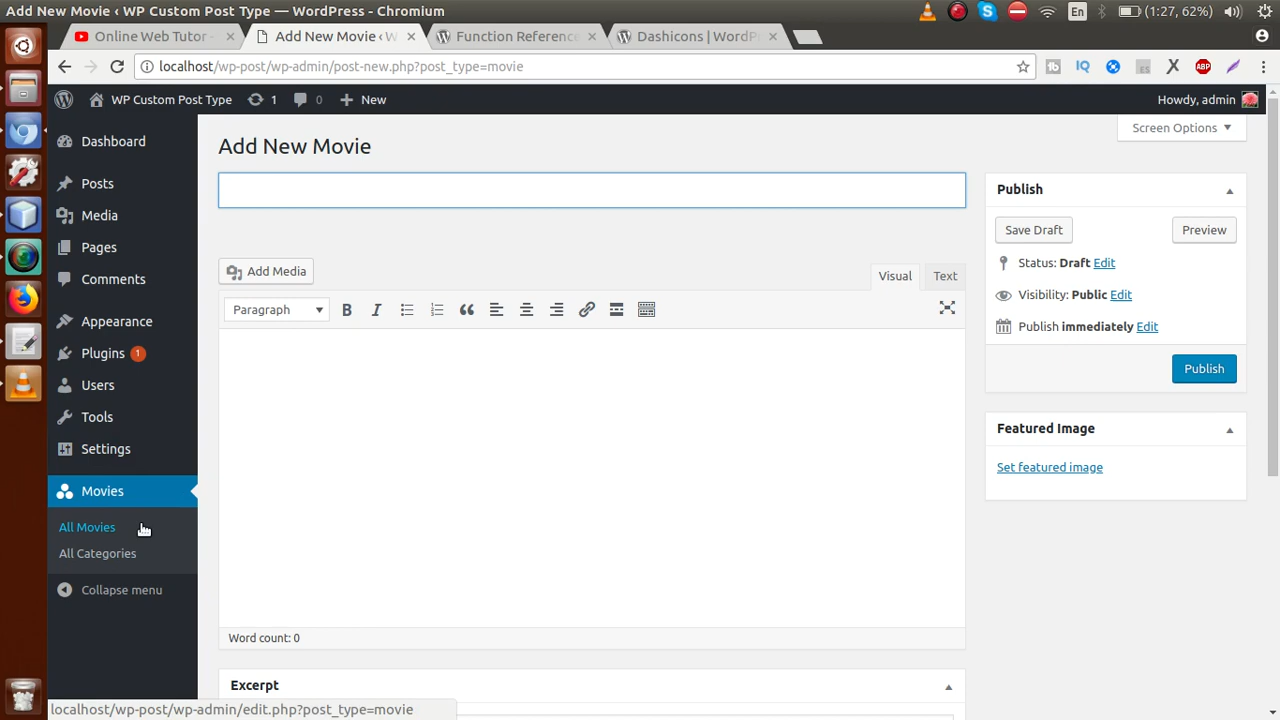 Add New Movie ‹ WP Custom Post Type — WordPress - Chromium
En
(1:27, 62%)
Online Web Tutor -
Add New Movie ‹ W
Function Reference
Dashicons | WordP
localhost/wp-post/wp-admin/post-new.php?post_type=movie
fb
IQ
ABP
WP Custom Post Type
1
0
New
Howdy, admin
Dashboard
Posts
Media
Pages
Comments
Appearance
Plugins 1
Users
Tools
Settings
Movies
All Movies
All Categories
Collapse menu
Screen Options
Add New Movie
Add Media
Visual
Text
Paragraph
B
I
Word count: 0
Excerpt
Publish
Save Draft
Preview
Status: Draft Edit
Visibility: Public Edit
Publish immediately Edit
Publish
Featured Image
Set featured image
localhost/wp-post/wp-admin/edit.php?post_type=movie